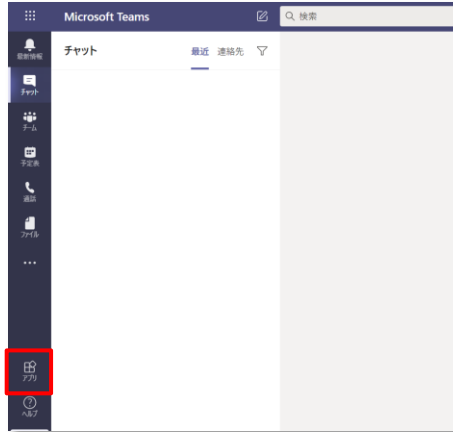 Microsoft Teams
検索
最新情報
チャット
最近 連絡先
チャット
チーム
予定表
通話
ファイル
アプリ
ヘルプ